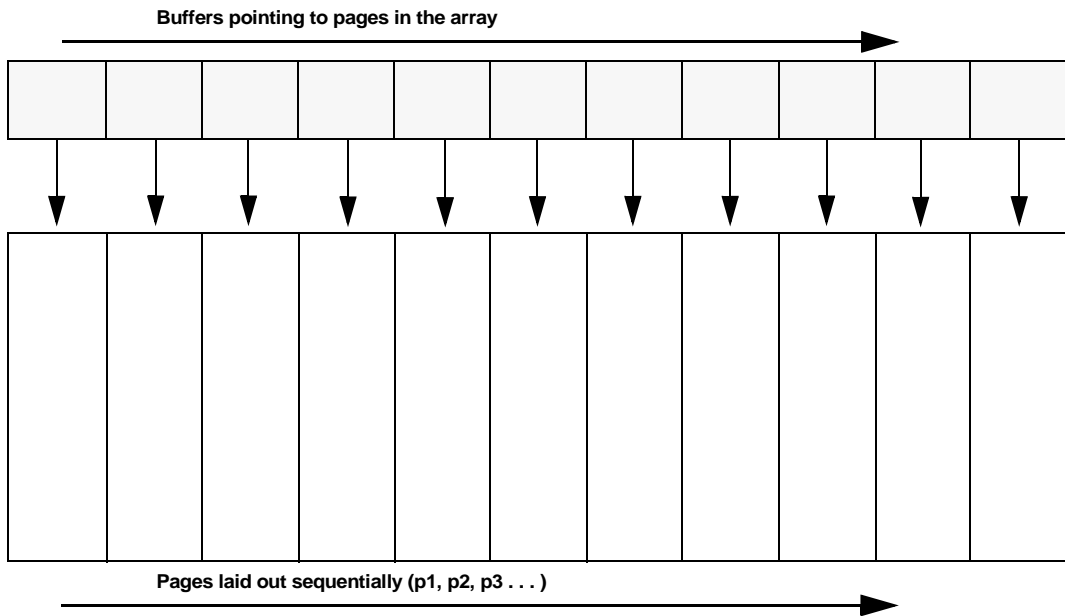 Buffers pointing to pages in the array
Pages laid out sequentially (p1, p2, p3 . . . )